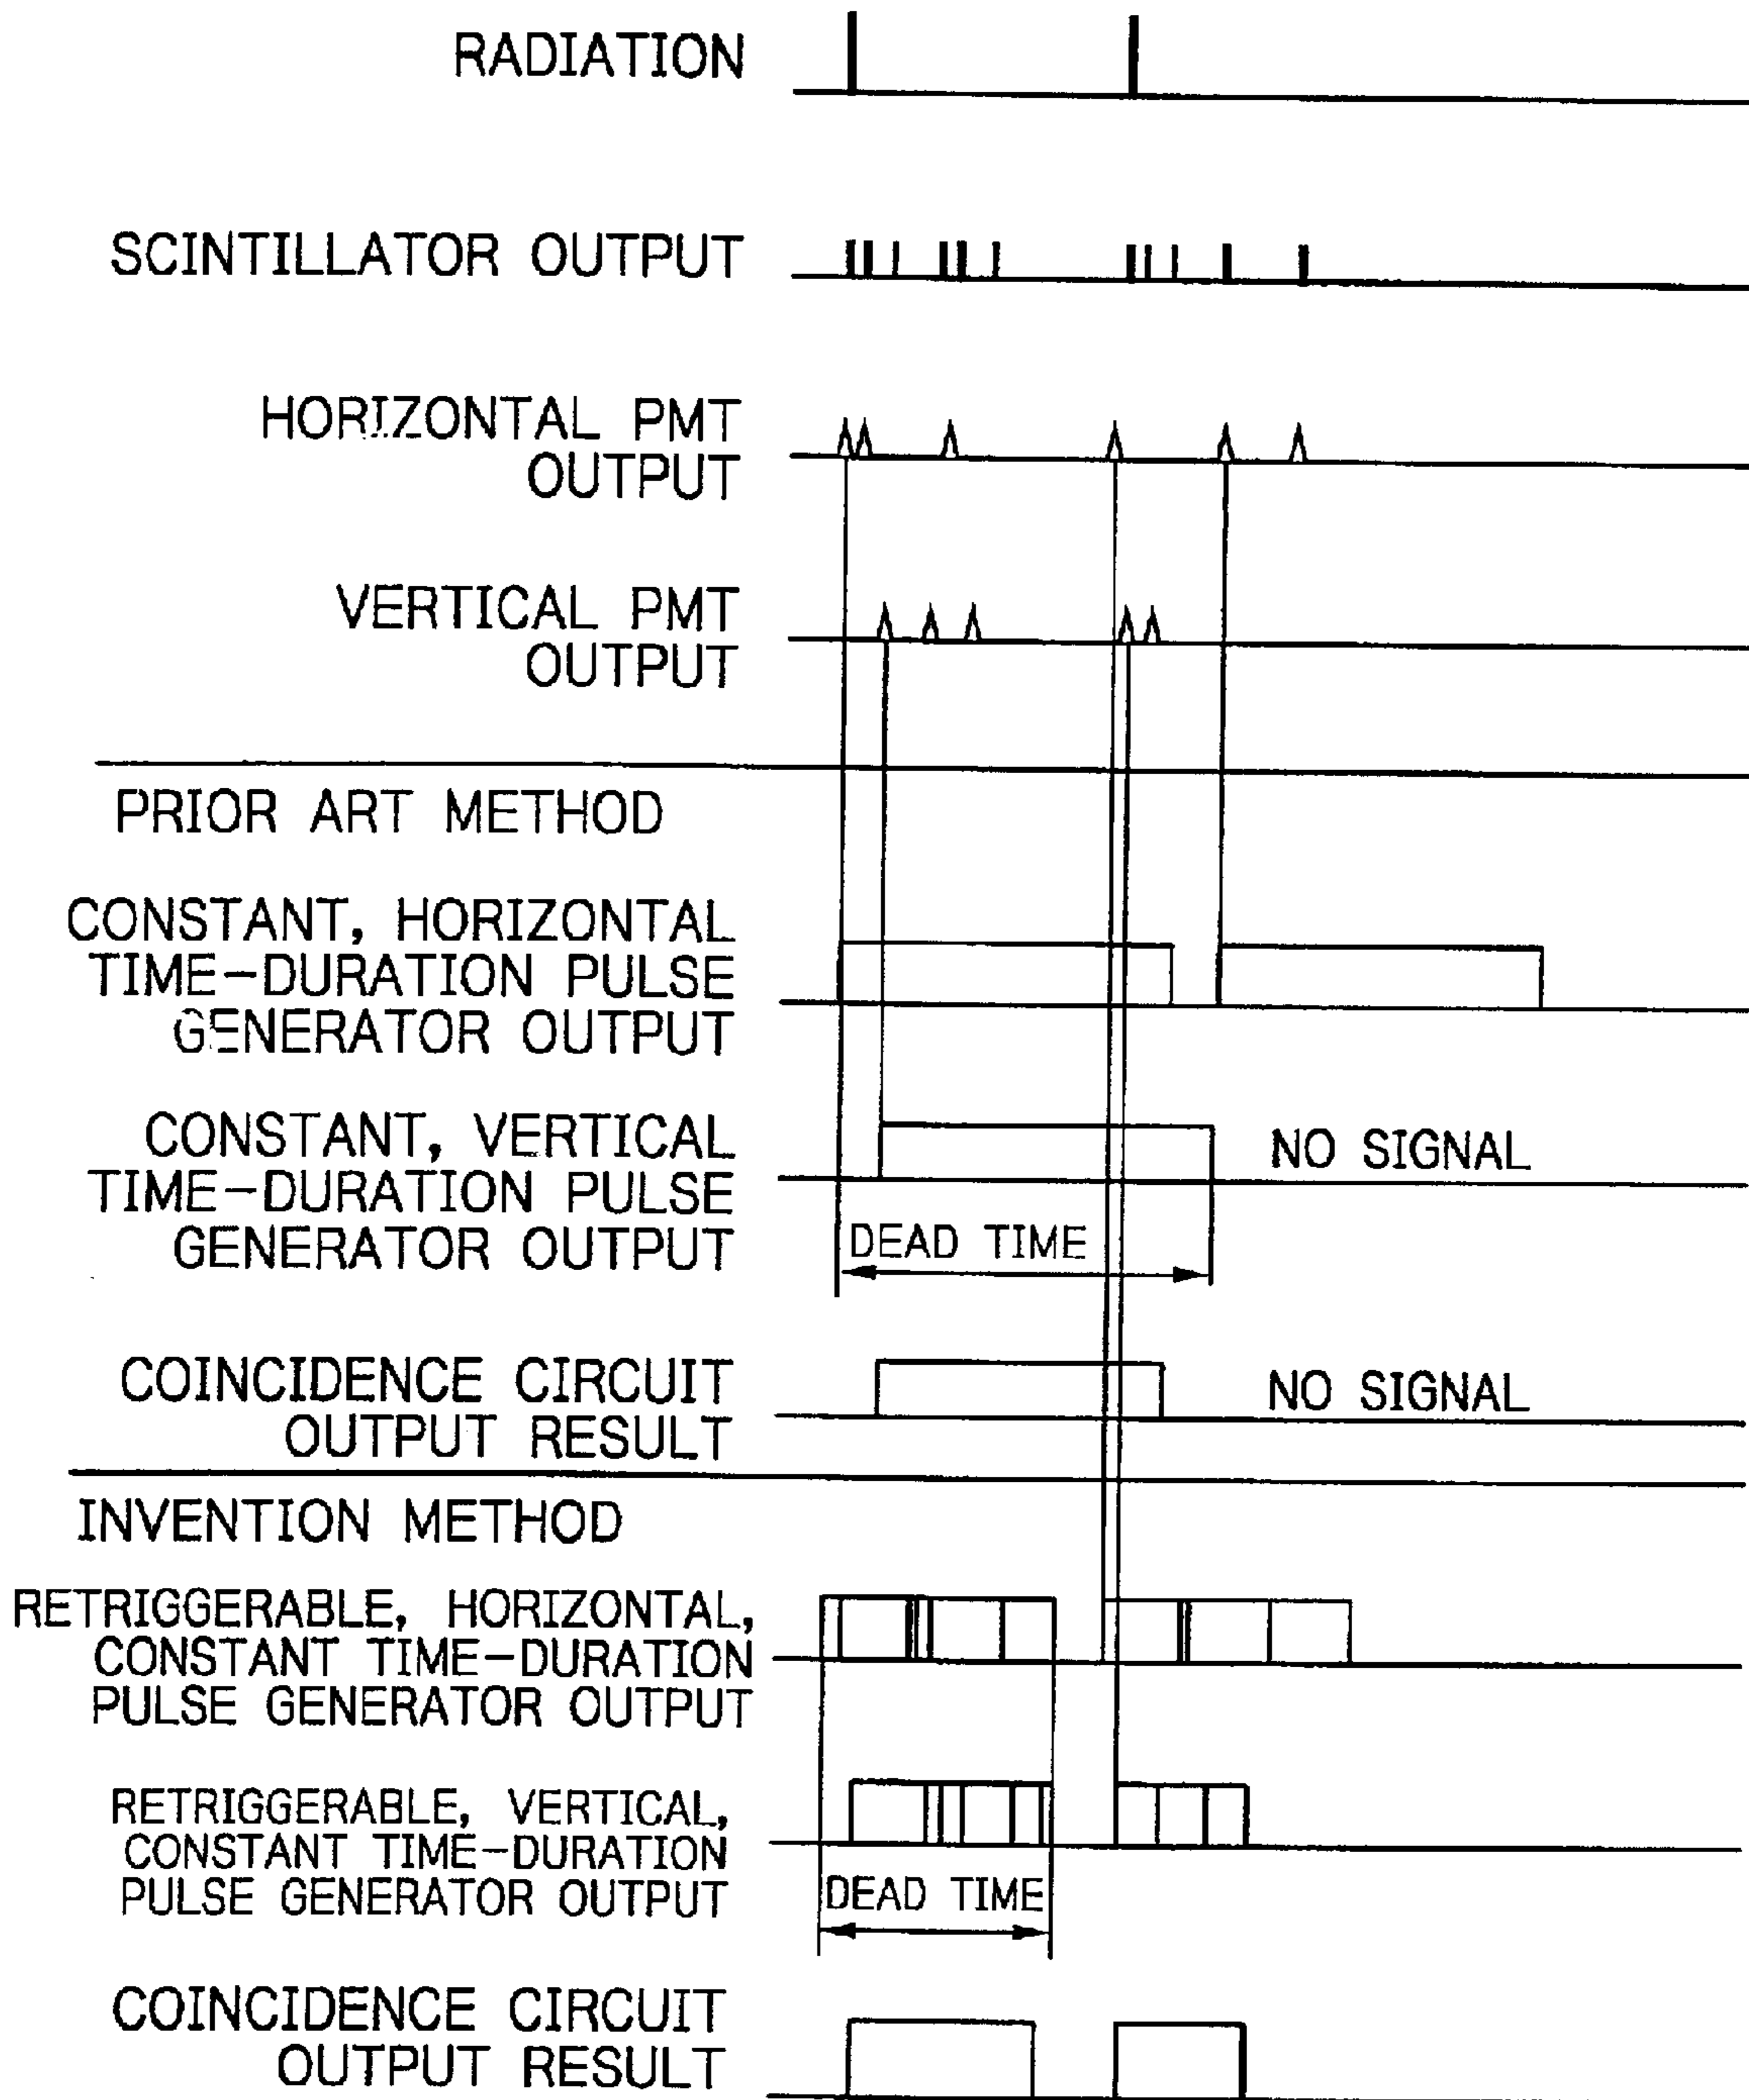 RADIATION
SCINTILLATOR OUTPUT
HORIZONTAL PMT
OUTPUT
VERTICAL PMT
OUTPUT
PRIOR ART METHOD
CONSTANT, HORIZONTAL
TIME-DURATION PULSE
GENERATOR OUTPUT
CONSTANT, VERTICAL
TIME-DURATION PULSE
GENERATOR OUTPUT
NO SIGNAL
DEAD TIME
COINCIDENCE CIRCUIT
OUTPUT RESULT
NO SIGNAL
INVENTION METHOD
RETRIGGERABLE, HORIZONTAL,
CONSTANT TIME-DURATION
PULSE GENERATOR OUTPUT
RETRIGGERABLE, VERTICAL,
CONSTANT TIME-DURATION
PULSE GENERATOR OUTPUT
DEAD TIME
COINCIDENCE CIRCUIT
OUTPUT RESULT